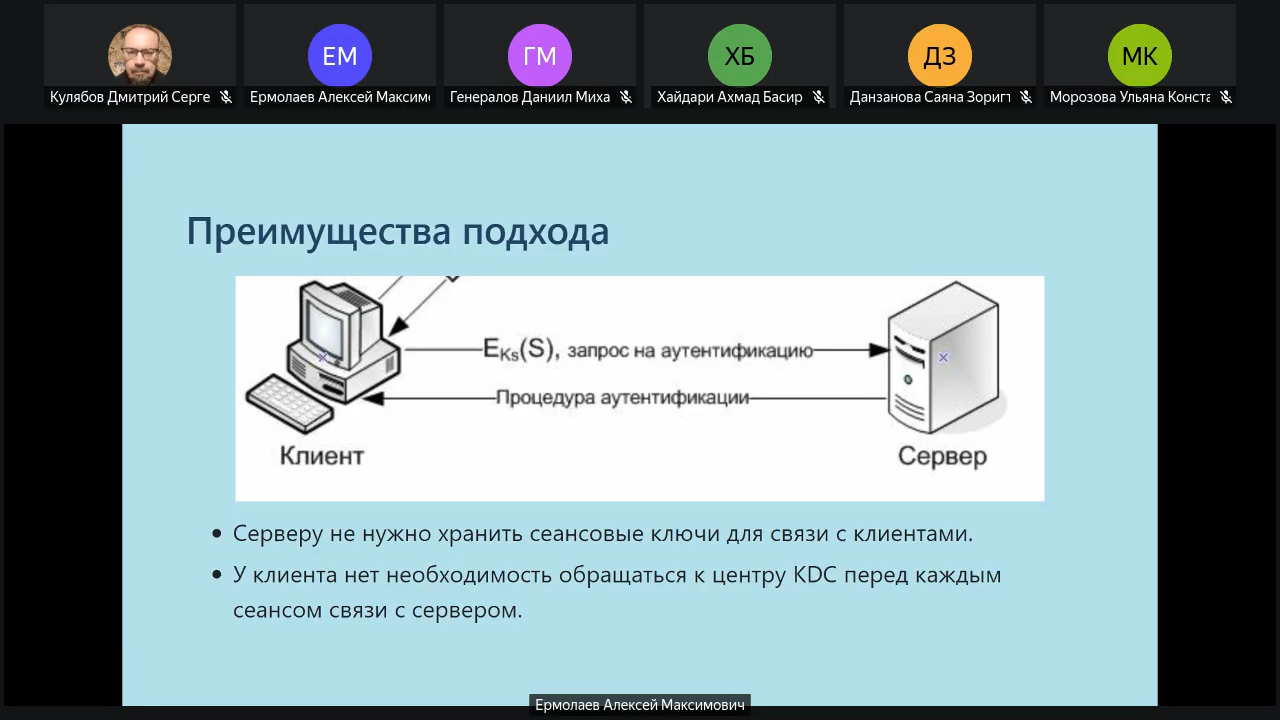 ЕМ
ГМ
ХБ
ДЗ
МК
Кулябов Дмитрий Серге
Ермолаев Алексей Максим
Генералов Даниил Миха
Хайдари Ахмад Басир
Данзанова Саяна Зориг
Морозова Ульяна Конста
Преимущества подхода
EKs(S), запрос на аутентификацию
Процедура аутентификации
Клиент
Сервер
• Серверу не нужно хранить сеансовые ключи для связи с клиентами.
• У клиента нет необходимость обращаться к центру KDC перед каждым
сеансом связи с сервером.
Ермолаев Алексей Максимович